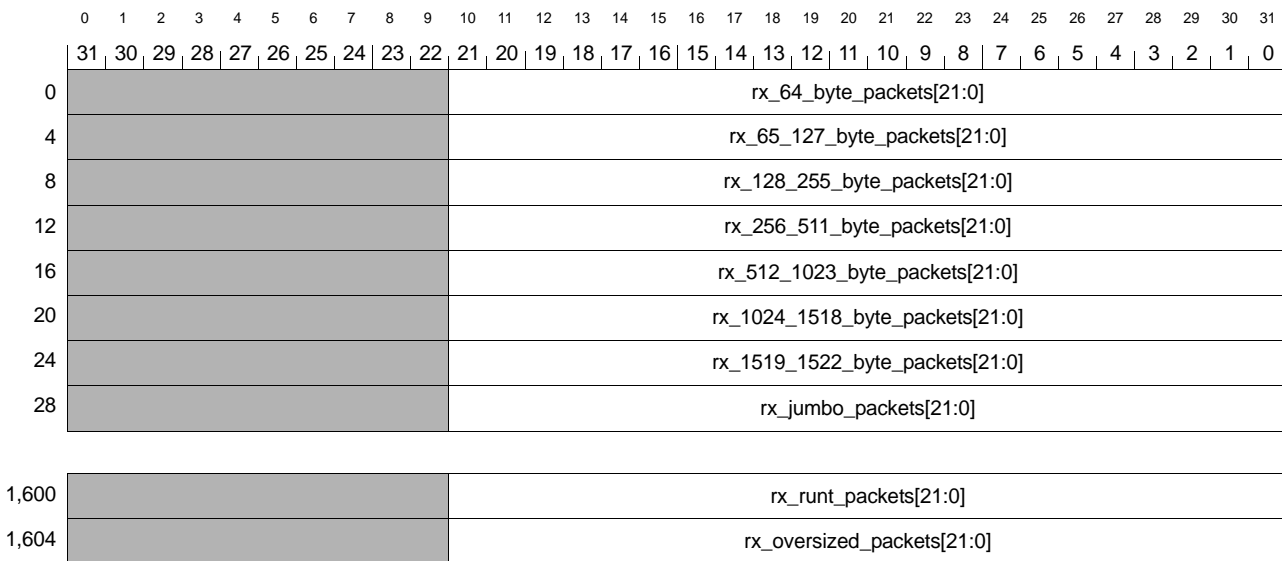 0 1 2 3 4 5 6 7 8 9 10 11 12 13 14 15 16 17 18 19 20 21 22 23 24 25 26 27 28 29 30 31
31 30 29 28 27 26 25 24 23 22 21 20 19 18 17 16 15 14 13 12 11 10 9 8 7 6 5 4 3 2 1 0
0 rx_64_byte_packets[21:0]
4 rx_65_127_byte_packets[21:0]
8 rx_128_255_byte_packets[21:0]
12 rx_256_511_byte_packets[21:0]
16 rx_512_1023_byte_packets[21:0]
20 rx_1024_1518_byte_packets[21:0]
24 rx_1519_1522_byte_packets[21:0]
28 rx_jumbo_packets[21:0]
1,600 rx_runt_packets[21:0]
1,604 rx_oversized_packets[21:0]